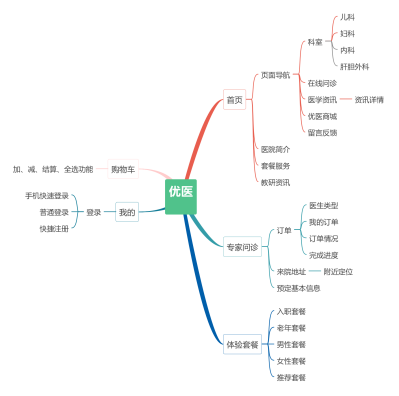 优医
首页
页面导航
科室
儿科
妇科
内科
肝胆外科
在线问诊
医学资讯
资讯详情
优医商城
留言反馈
医院简介
套餐服务
教研资讯
购物车
加、减、结算、全选功能
我的
登录
手机快速登录
普通登录
快捷注册
专家问诊
订单
医生类型
我的订单
订单情况
完成进度
来院地址
附近定位
预定基本信息
体验套餐
入职套餐
老年套餐
男性套餐
女性套餐
推荐套餐